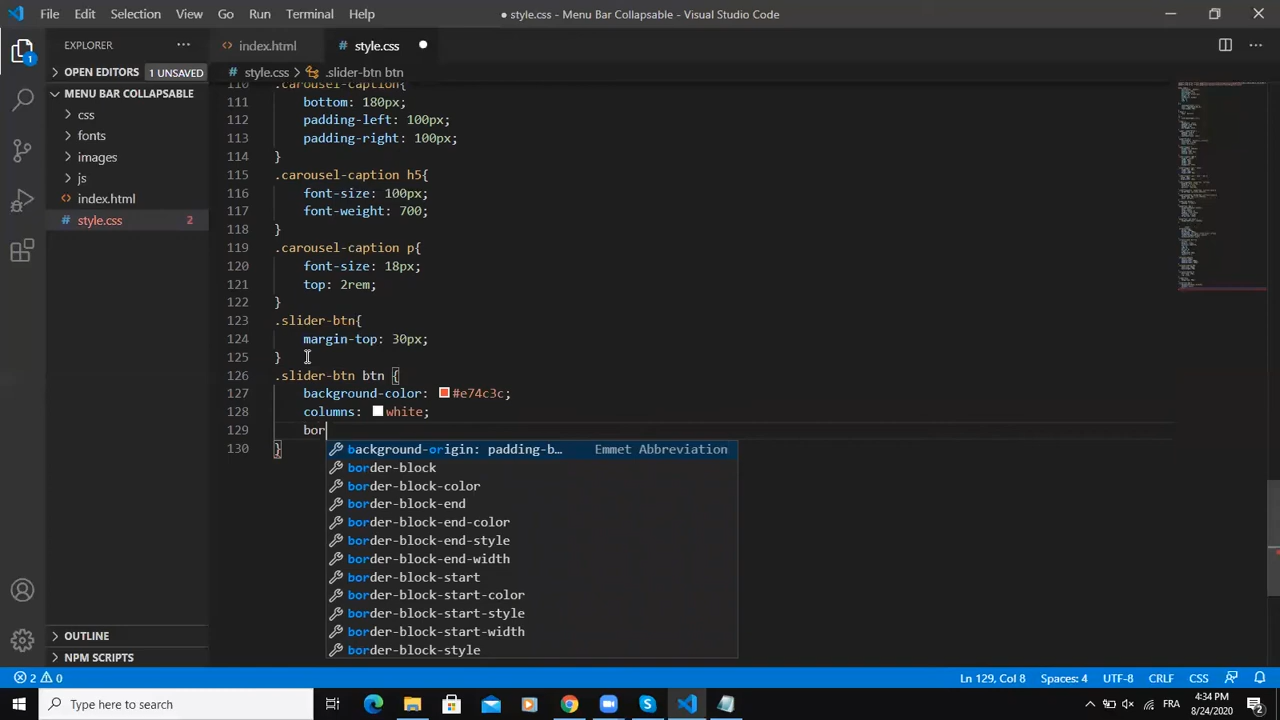 File Edit Selection View Go Run Terminal Help
● style.css - Menu Bar Collapsable - Visual Studio Code
EXPLORER
index.html
style.css
OPEN EDITORS 1 UNSAVED
style.css > .slider-btn btn
MENU BAR COLLAPSABLE
css
fonts
images
js
index.html
style.css 2
110 .carousel-caption{
111 bottom: 180px;
112 padding-left: 100px;
113 padding-right: 100px;
114 }
115 .carousel-caption h5{
116 font-size: 100px;
117 font-weight: 700;
118 }
119 .carousel-caption p{
120 font-size: 18px;
121 top: 2rem;
122 }
123 .slider-btn{
124 margin-top: 30px;
125 }
126 .slider-btn btn {
127 background-color: #e74c3c;
128 columns: white;
129 bor
130 }
background-origin: padding-b… Emmet Abbreviation
border-block
border-block-color
border-block-end
border-block-end-color
border-block-end-style
border-block-end-width
border-block-start
border-block-start-color
border-block-start-style
border-block-start-width
border-block-style
OUTLINE
NPM SCRIPTS
2 0
Ln 129, Col 8 Spaces: 4 UTF-8 CRLF CSS
Type here to search
FRA
4:34 PM
8/24/2020
1
2